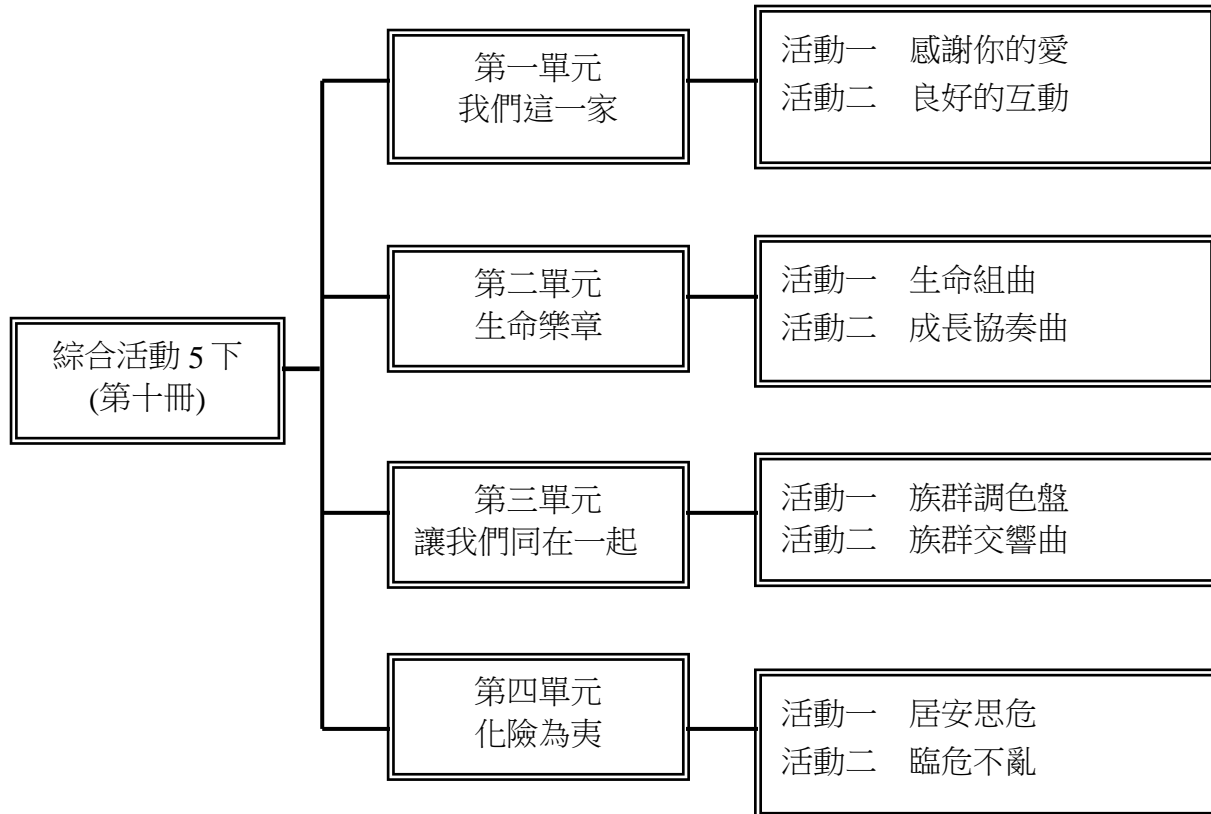 綜合活動 5 下
(第十冊)
第一單元
我們這一家
活動一　感謝你的愛
活動二　良好的互動
第二單元
生命樂章
活動一　生命組曲
活動二　成長協奏曲
第三單元
讓我們同在一起
活動一　族群調色盤
活動二　族群交響曲
第四單元
化險為夷
活動一　居安思危
活動二　臨危不亂